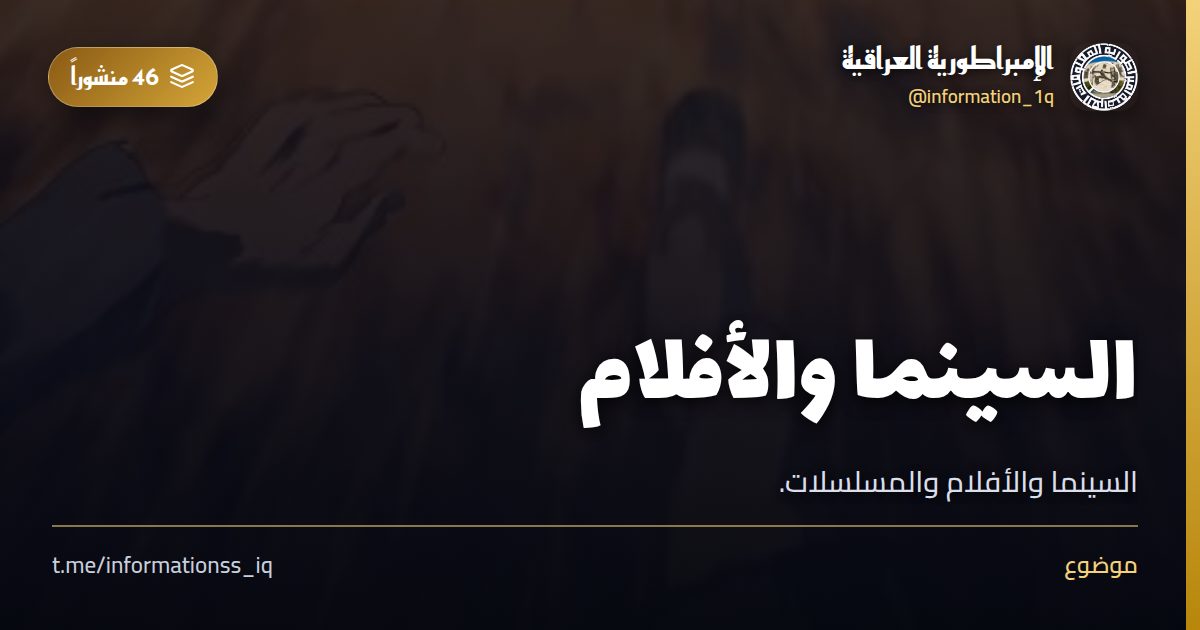 الإمبراطورية العراقية
@information_1q
46 منشوراً
السينما والأفلام
السينما والأفلام والمسلسلات.
موضوع
t.me/informationss_iq